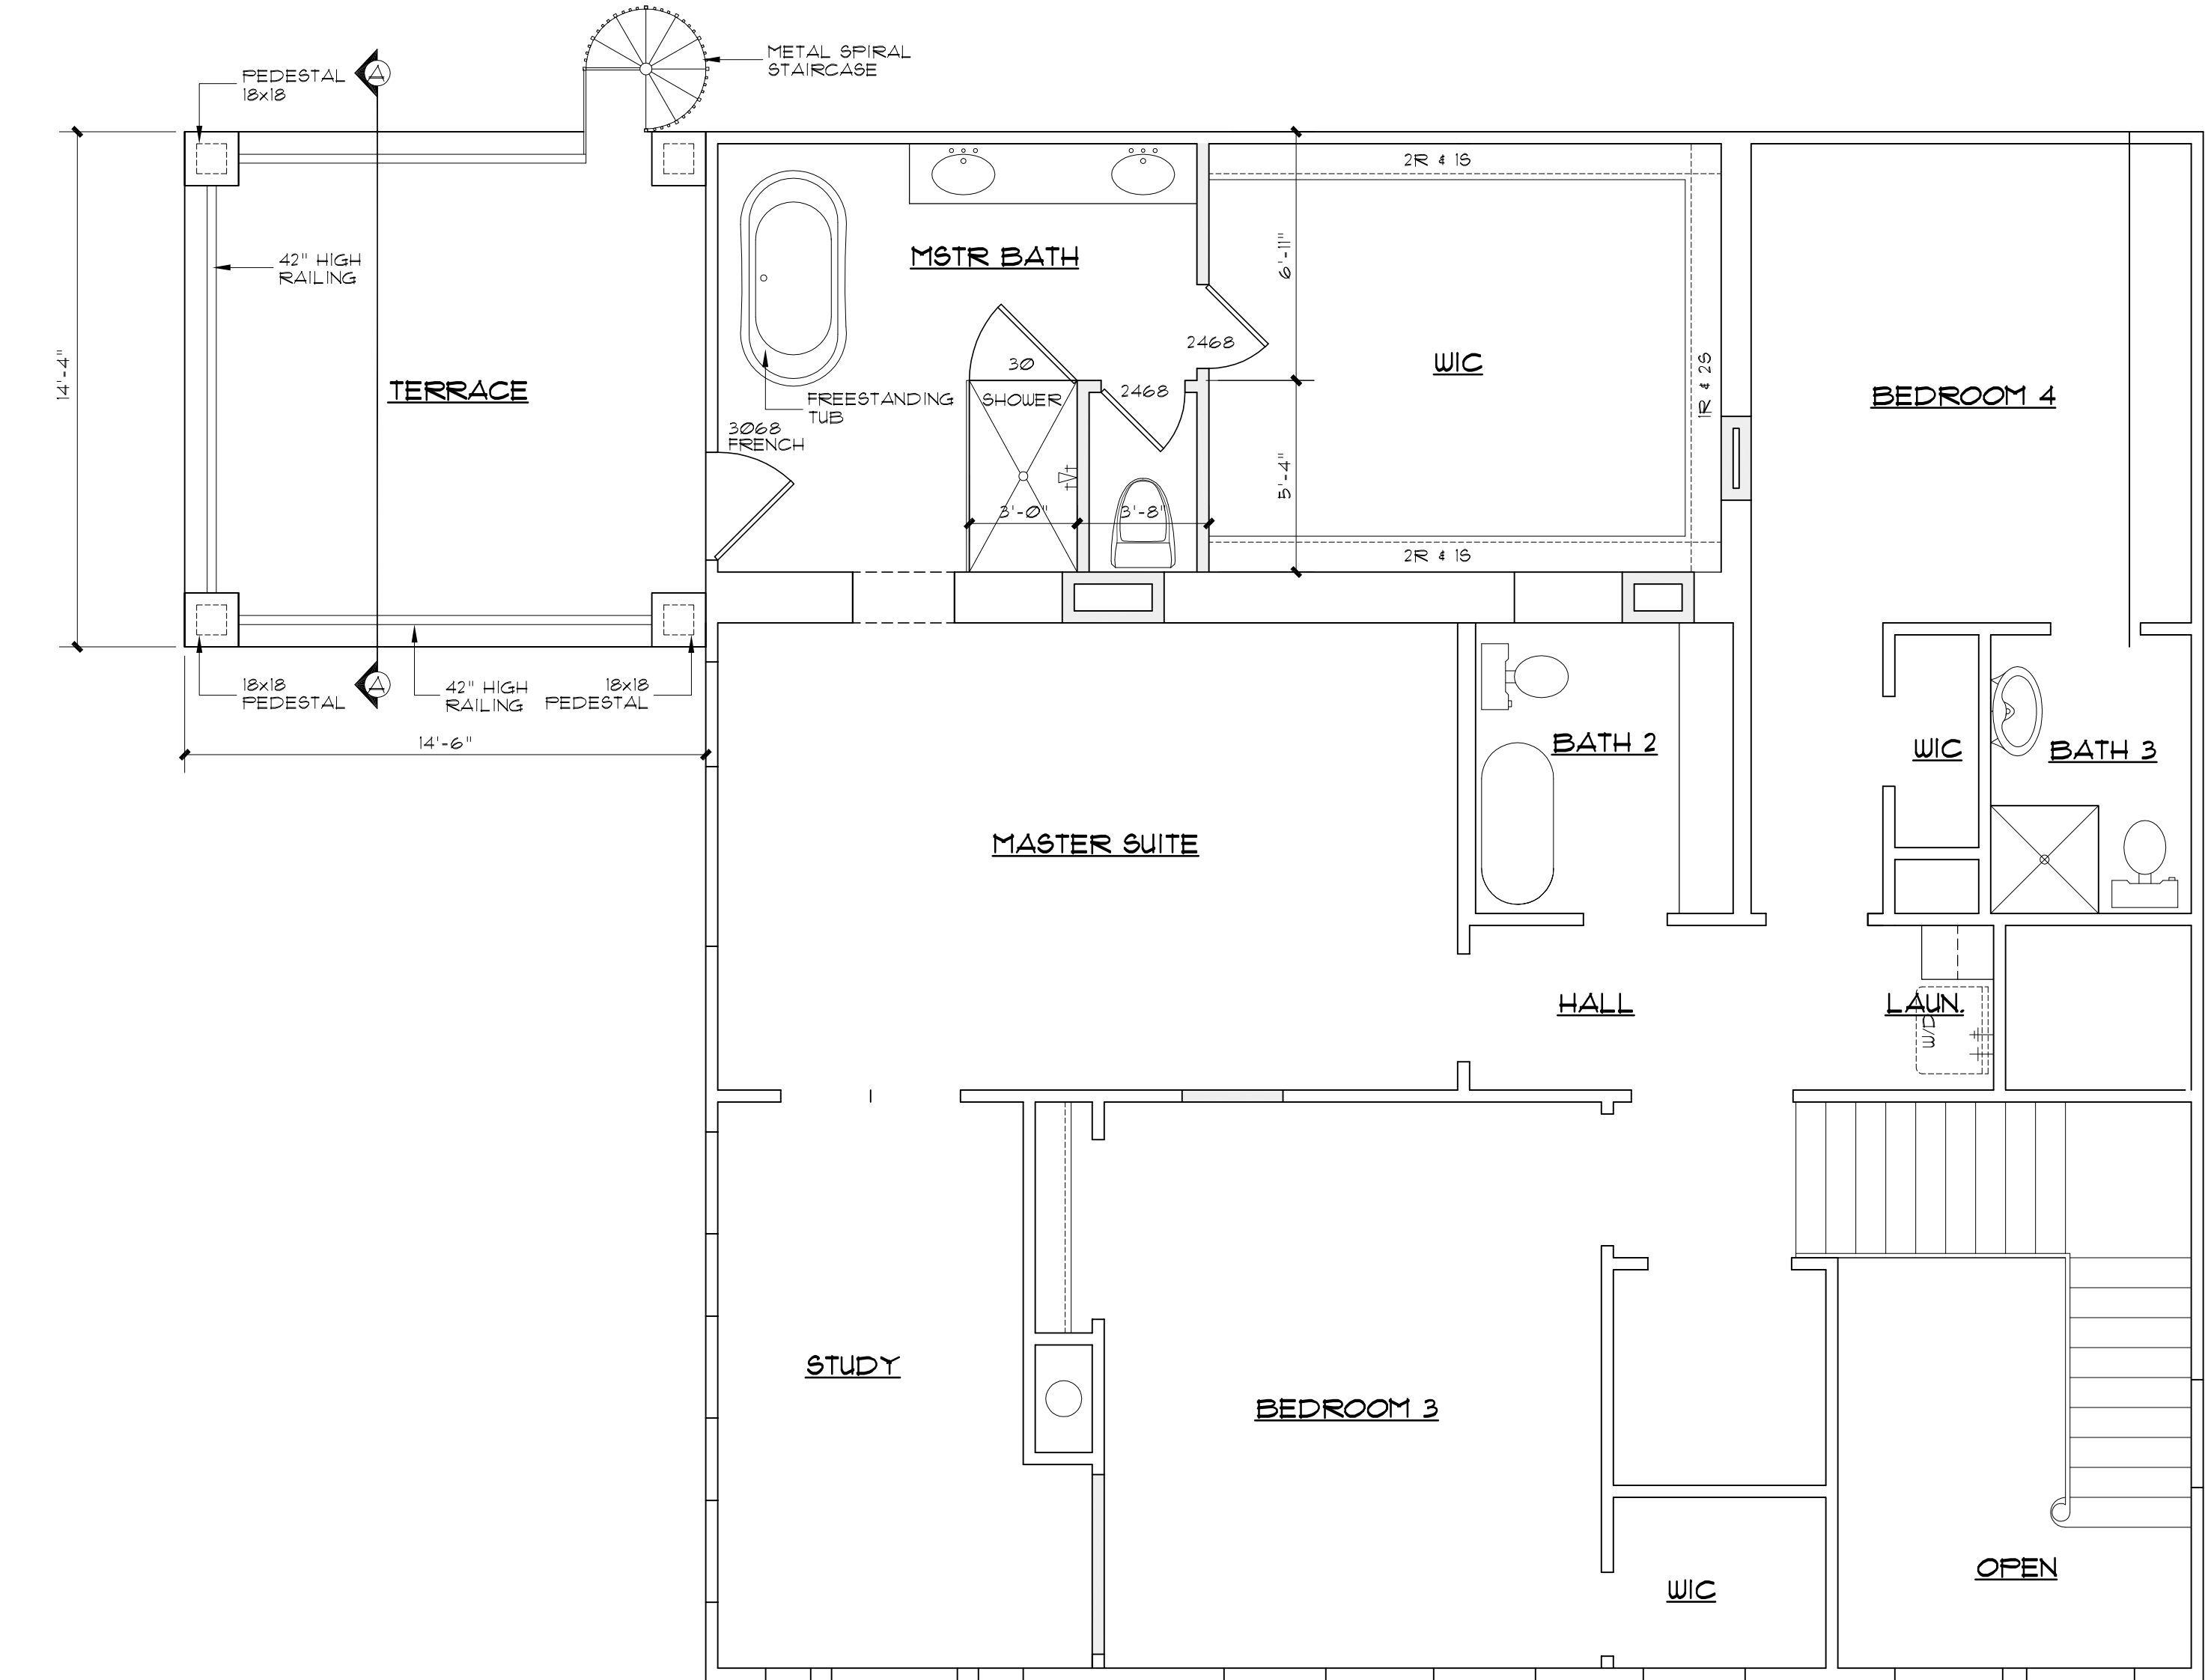 METAL SPIRAL
STAIRCASE
PEDESTAL
18x18
A
2R & 1S
42" HIGH
RAILING
MSTR BATH
6'-11"
2468
WIC
14'-4"
TERRACE
30
SHOWER
2468
1R & 2S
BEDROOM 4
FREESTANDING
TUB
3068
FRENCH
5'-4"
3'-0"
3'-8"
2R & 1S
18x18
PEDESTAL
A
42" HIGH
RAILING
18x18
PEDESTAL
14'-6"
BATH 2
WIC
BATH 3
MASTER SUITE
HALL
LAUN.
W/D
STUDY
BEDROOM 3
WIC
OPEN